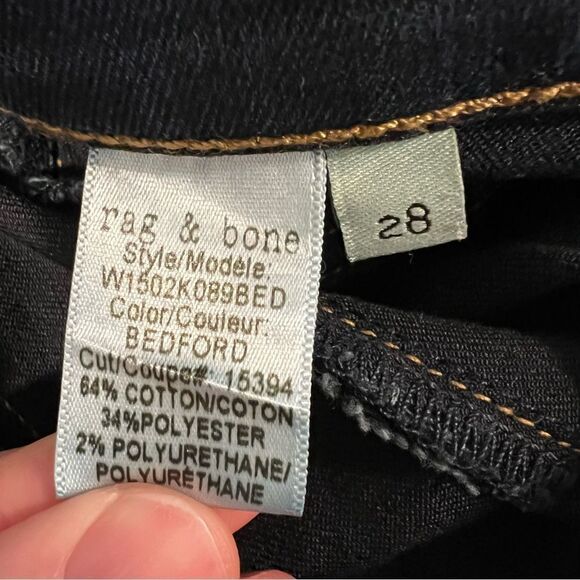 rag & bone
Style/Modèle:
W1502K089BED
Color/Couleur:
BEDFORD
Cut/Coupe#: 15394
64% COTTON/COTON
34%POLYESTER
2% POLYURETHANE/
POLYURÉTHANE
28